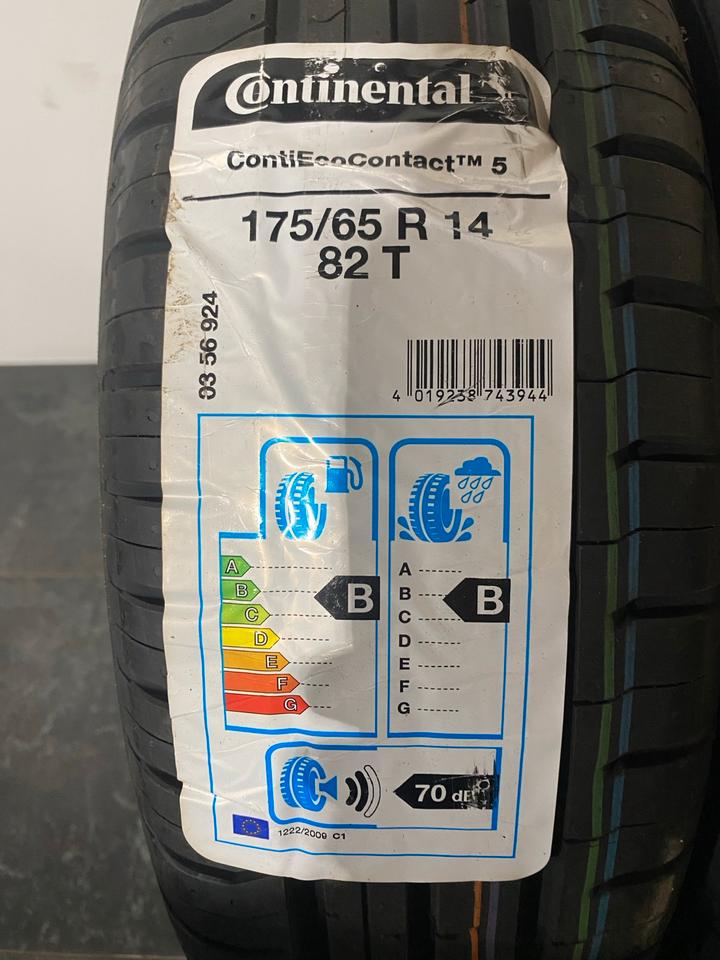 Continental
ContiEcoContact™ 5
175/65 R 14
82 T
03 56 924
4 019238 743944
A
B
C
D
E
F
G
B
A
B
C
D
E
F
G
B
70 dB
1222/2009 C1